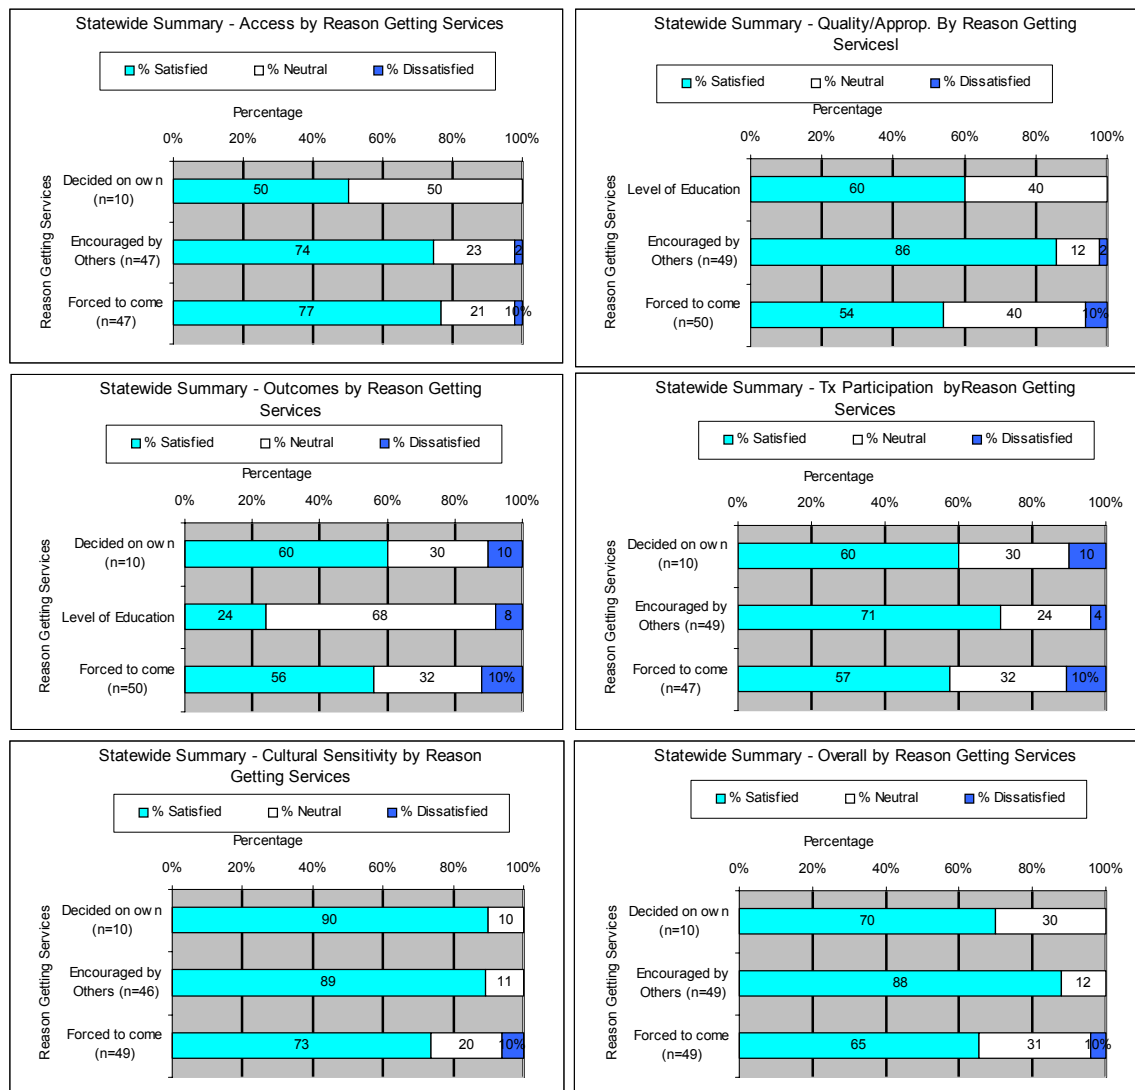 Statewide Summary - Access by Reason Getting Services
% Satisfied % Neutral % Dissatisfied
Percentage
0% 20% 40% 60% 80% 100%
Reason Getting Services
Decided on own
(n=10)
50 50
Encouraged by
Others (n=47)
74 23 2
Forced to come
(n=47)
77 21 10%
Statewide Summary - Quality/Approp. By Reason Getting
Servicesl
% Satisfied % Neutral % Dissatisfied
Percentage
0% 20% 40% 60% 80% 100%
Reason Getting Services
Level of Education
60 40
Encouraged by
Others (n=49)
86 12 2
Forced to come
(n=50)
54 40 10%
Statewide Summary - Outcomes by Reason Getting
Services
% Satisfied % Neutral % Dissatisfied
Percentage
0% 20% 40% 60% 80% 100%
Reason Getting Services
Decided on own
(n=10)
60 30 10
Level of Education
24 68 8
Forced to come
(n=50)
56 32 10%
Statewide Summary - Tx Participation byReason Getting
Services
% Satisfied % Neutral % Dissatisfied
Percentage
0% 20% 40% 60% 80% 100%
Reason Getting Services
Decided on own
(n=10)
60 30 10
Encouraged by
Others (n=49)
71 24 4
Forced to come
(n=47)
57 32 10%
Statewide Summary - Cultural Sensitivity by Reason
Getting Services
% Satisfied % Neutral % Dissatisfied
Percentage
0% 20% 40% 60% 80% 100%
Reason Getting Services
Decided on own
(n=10)
90 10
Encouraged by
Others (n=46)
89 11
Forced to come
(n=49)
73 20 10%
Statewide Summary - Overall by Reason Getting Services
% Satisfied % Neutral % Dissatisfied
Percentage
0% 20% 40% 60% 80% 100%
Reason Getting Services
Decided on own
(n=10)
70 30
Encouraged by
Others (n=49)
88 12
Forced to come
(n=49)
65 31 10%